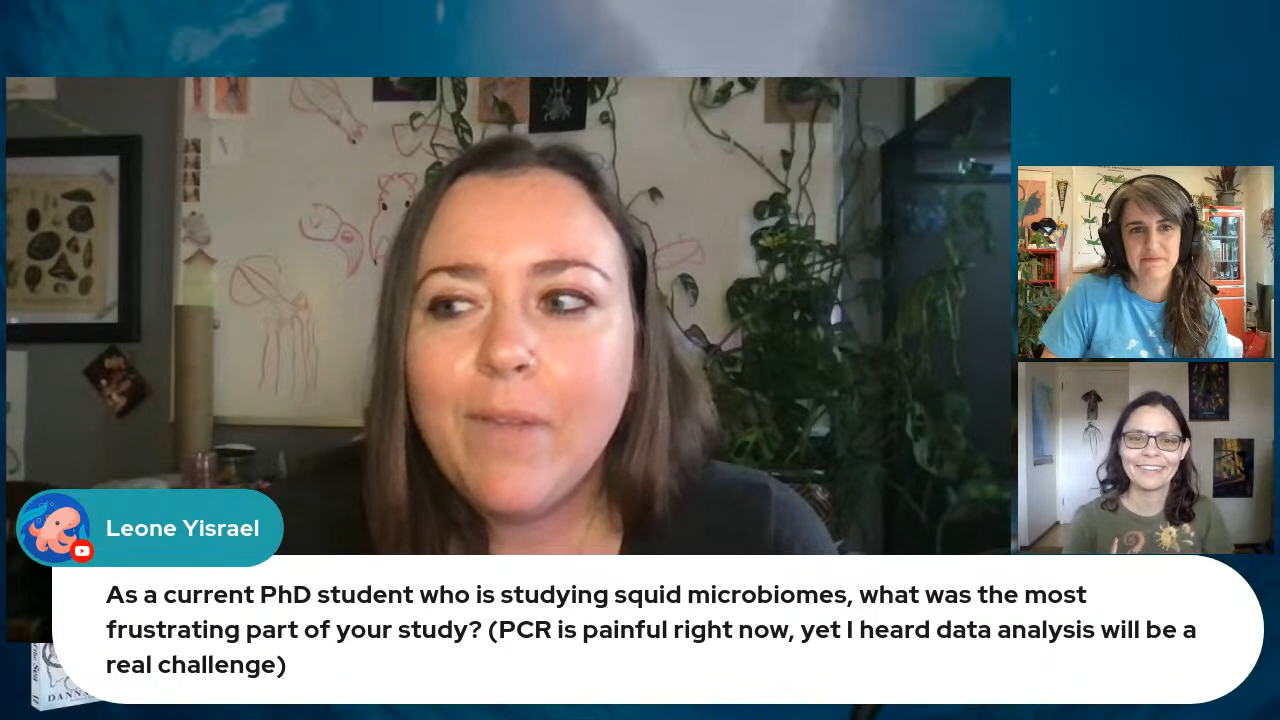 Leone Yisrael
As a current PhD student who is studying squid microbiomes, what was the most
frustrating part of your study? (PCR is painful right now, yet I heard data analysis will be a
real challenge)
DANNA